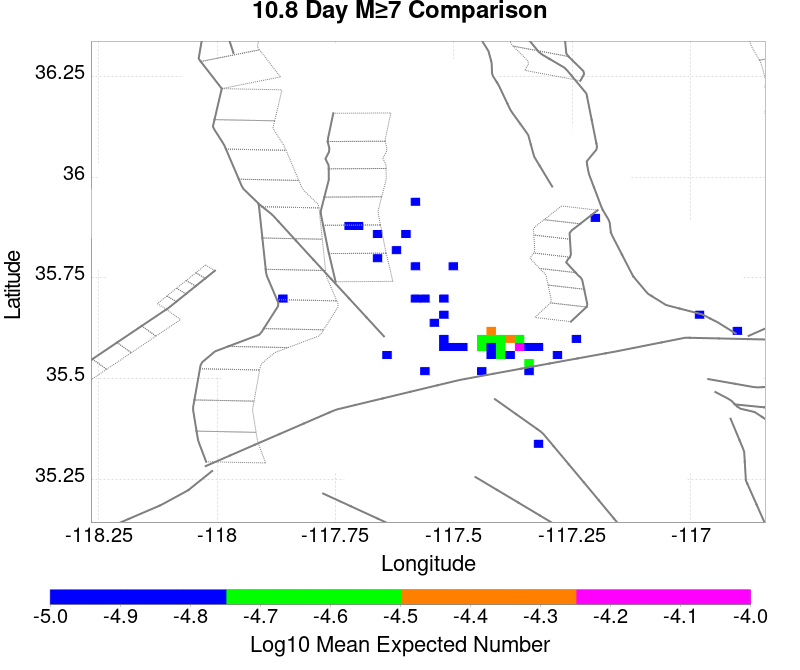 10.8 Day M≥7 Comparison
36.25
36
35.75
35.5
35.25
Latitude
-118.25 -118 -117.75 -117.5 -117.25 -117
Longitude
-5.0 -4.9 -4.8 -4.7 -4.6 -4.5 -4.4 -4.3 -4.2 -4.1 -4.0
Log10 Mean Expected Number